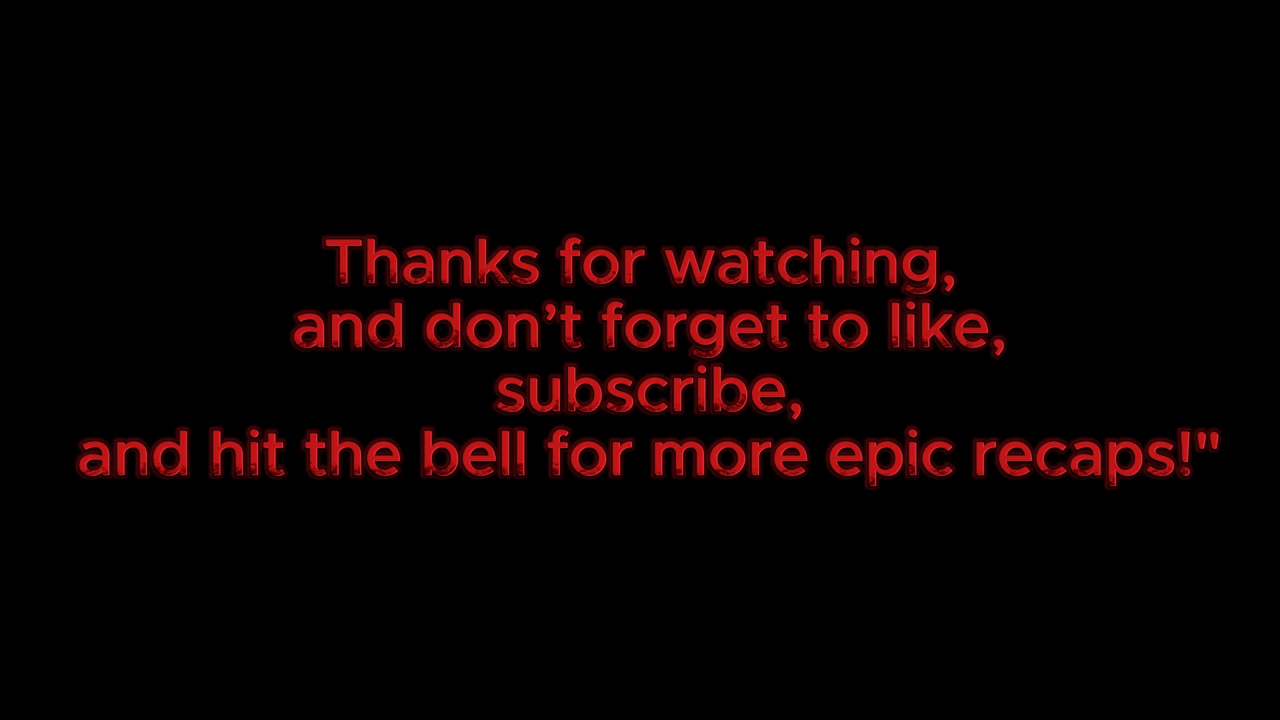 Thanks for watching,
and don’t forget to like,
subscribe,
and hit the bell for more epic recaps!"